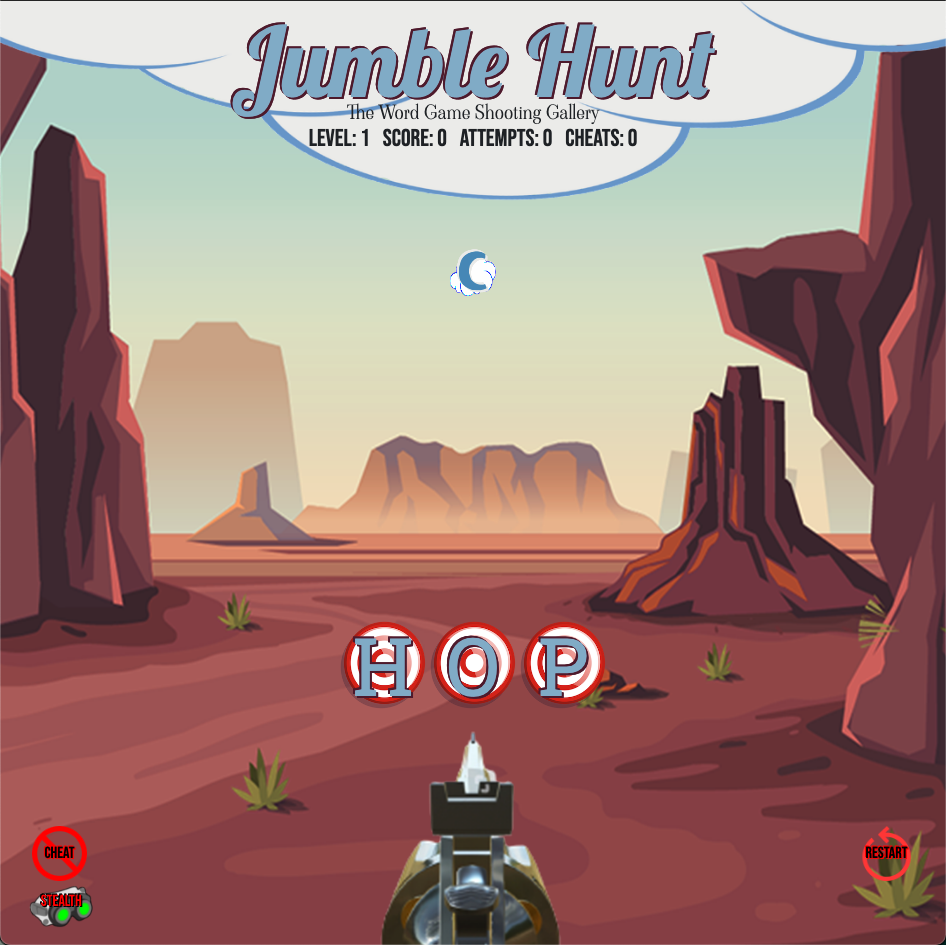 Jumble Hunt
The Word Game Shooting Gallery
LEVEL: 1 SCORE: 0 ATTEMPTS: 0 CHEATS: 0
C
H O P
CHEAT
RESTART
STEALTH